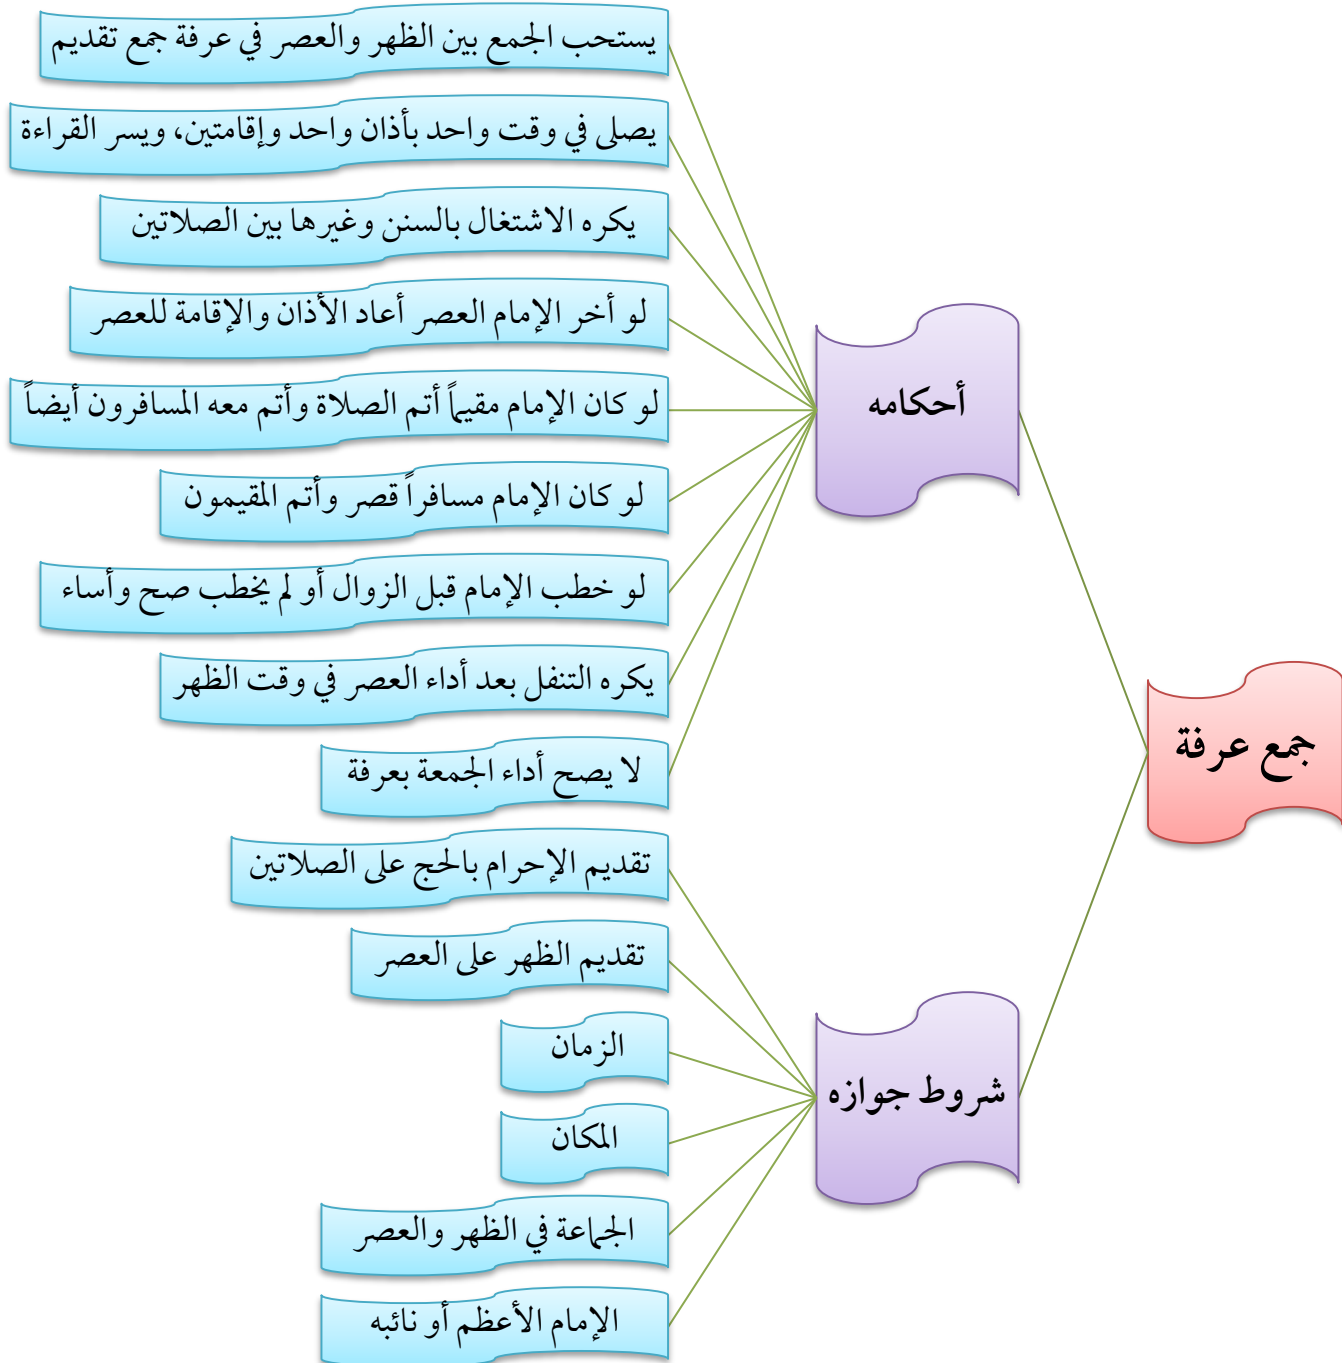 جمع عرفة
أحكامه
يستحب الجمع بين الظهر والعصر في عرفة جمع تقديم
يصلى في وقت واحد بأذان واحد وإقامتين، ويسر القراءة
يكره الاشتغال بالسنن وغيرها بين الصلاتين
لو أخر الإمام العصر أعاد الأذان والإقامة للعصر
لو كان الإمام مقيماً أتم الصلاة وأتم معه المسافرون أيضاً
لو كان الإمام مسافراً قصر وأتم المقيمون
لو خطب الإمام قبل الزوال أو لم يخطب صح وأساء
يكره التنفل بعد أداء العصر في وقت الظهر
لا يصح أداء الجمعة بعرفة
شروط جوازه
تقديم الإحرام بالحج على الصلاتين
تقديم الظهر على العصر
الزمان
المكان
الجماعة في الظهر والعصر
الإمام الأعظم أو نائبه